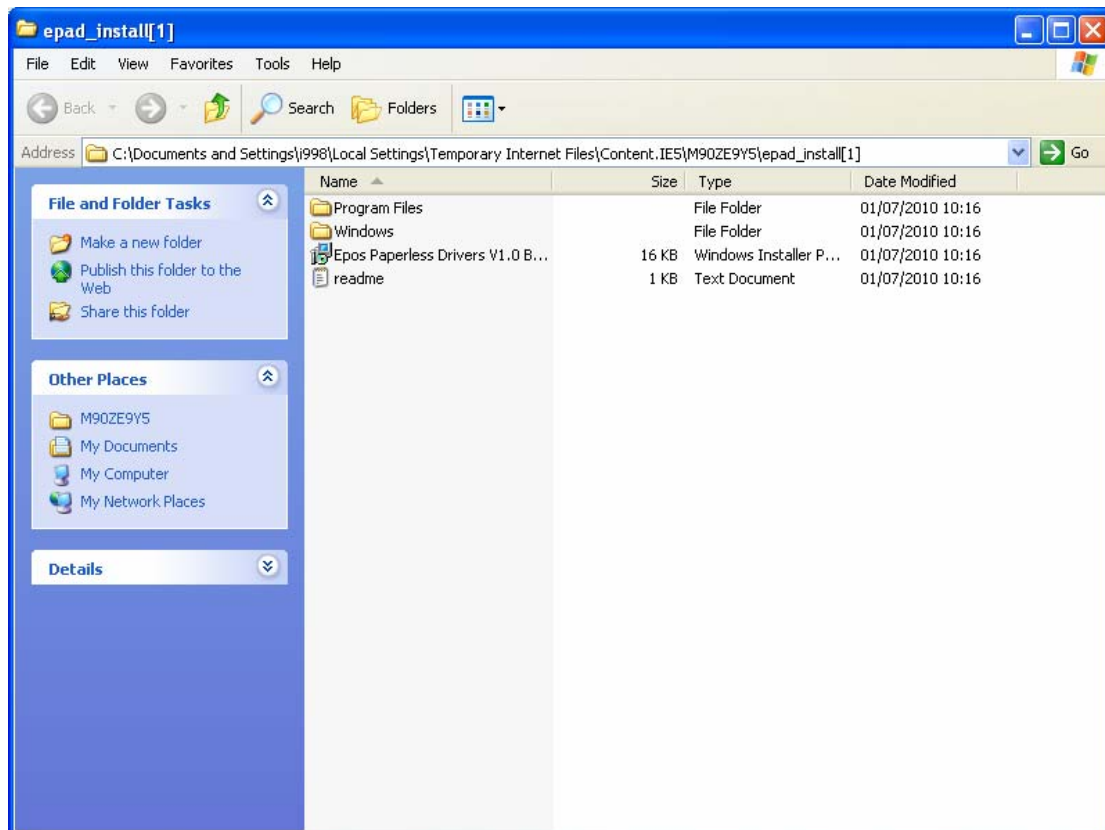 epad_install[1]
File Edit View Favorites Tools Help
Back Search Folders
Address C:\Documents and Settings\i998\Local Settings\Temporary Internet Files\Content.IE5\M90ZE9Y5\epad_install[1] Go
File and Folder Tasks
Make a new folder
Publish this folder to the
Web
Share this folder
Other Places
M90ZE9Y5
My Documents
My Computer
My Network Places
Details
Name Size Type Date Modified
Program Files File Folder 01/07/2010 10:16
Windows File Folder 01/07/2010 10:16
Epos Paperless Drivers V1.0 B... 16 KB Windows Installer P... 01/07/2010 10:16
readme 1 KB Text Document 01/07/2010 10:16